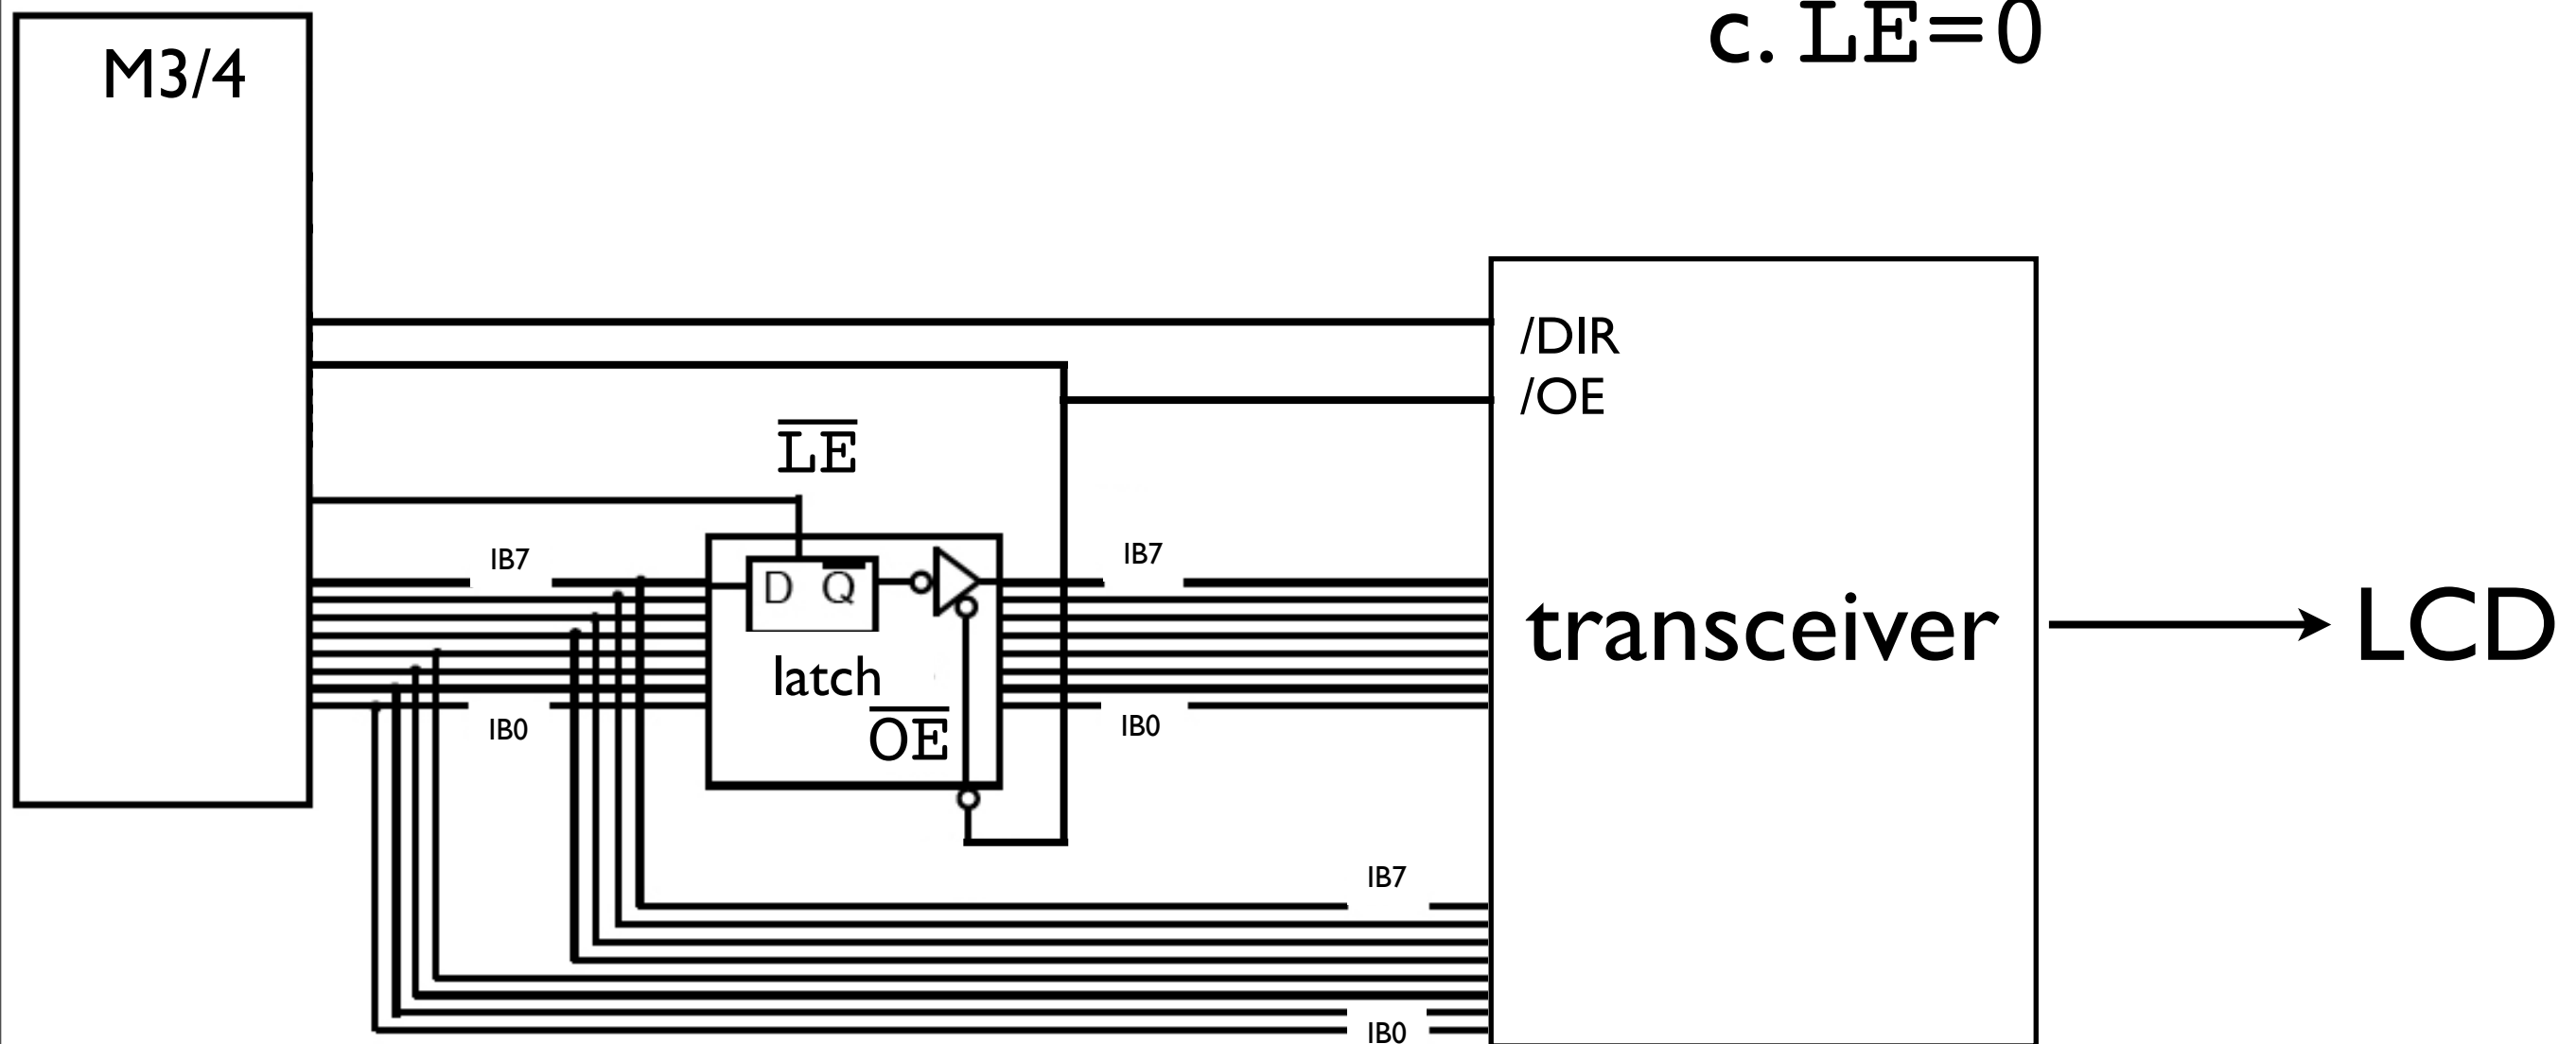 c. LE=0
M3/4
/DIR
/OE
LE
IB7
IB7
D Q
transceiver
LCD
latch
OE
IB0
IB0
IB7
IB0